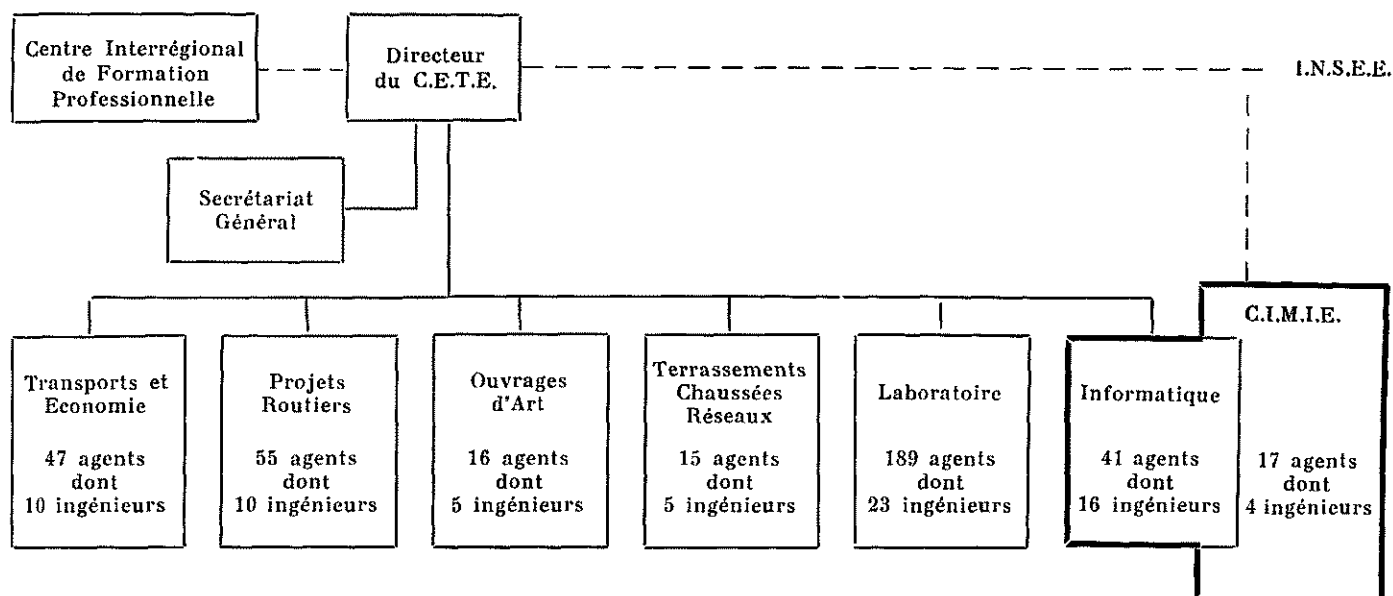 Centre Interrégional
de Formation
Professionnelle
Directeur
du C.E.T.E.
I.N.S.E.E.
Secrétariat
Général
C.I.M.I.E.
Transports et
Economie
47 agents
dont
10 ingénieurs
Projets
Routiers
55 agents
dont
10 ingénieurs
Ouvrages
d'Art
16 agents
dont
5 ingénieurs
Terrassements
Chaussées
Réseaux
15 agents
dont
5 ingénieurs
Laboratoire
189 agents
dont
23 ingénieurs
Informatique
41 agents
dont
16 ingénieurs
17 agents
dont
4 ingénieurs